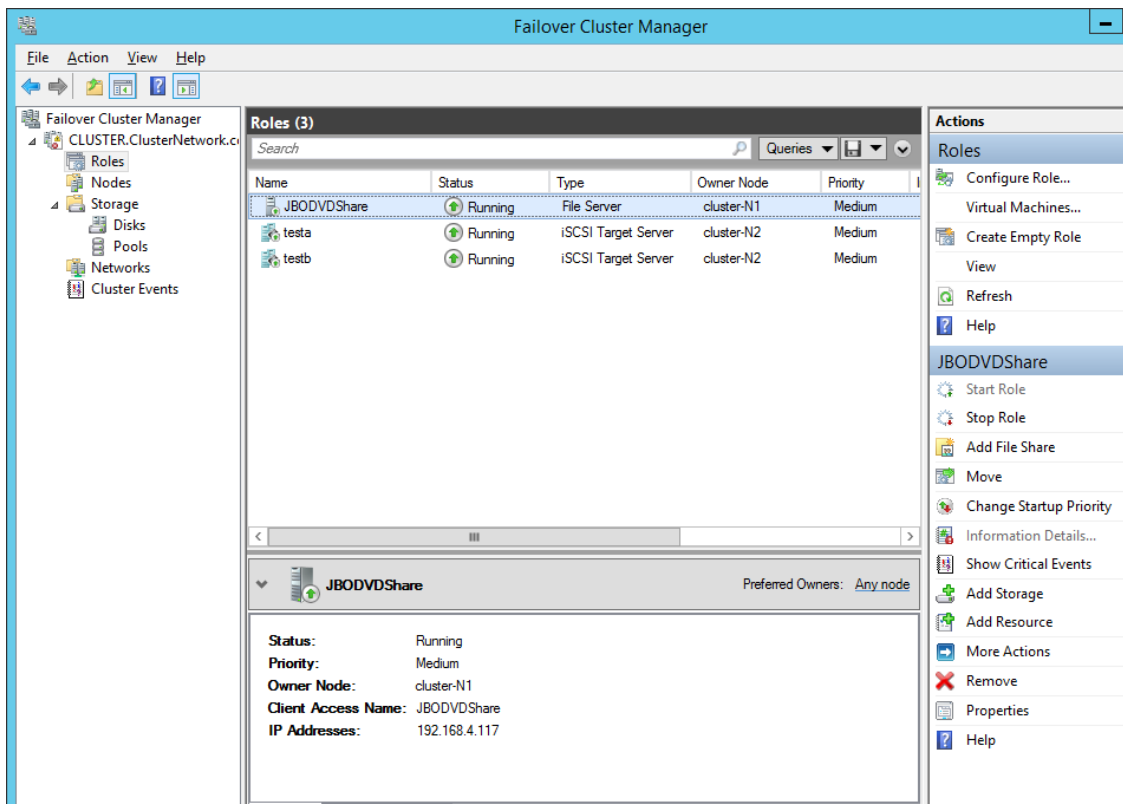 Failover Cluster Manager
File Action View Help
Failover Cluster Manager
CLUSTER.ClusterNetwork.c
Roles
Nodes
Storage
Disks
Pools
Networks
Cluster Events
Roles (3)
Search
Queries
Name Status Type Owner Node Priority
JBODVDShare Running File Server cluster-N1 Medium
testa Running iSCSI Target Server cluster-N2 Medium
testb Running iSCSI Target Server cluster-N2 Medium
JBODVDShare Preferred Owners: Any node
Status: Running
Priority: Medium
Owner Node: cluster-N1
Client Access Name: JBODVDShare
IP Addresses: 192.168.4.117
Actions
Roles
Configure Role...
Virtual Machines...
Create Empty Role
View
Refresh
Help
JBODVDShare
Start Role
Stop Role
Add File Share
Move
Change Startup Priority
Information Details...
Show Critical Events
Add Storage
Add Resource
More Actions
Remove
Properties
Help